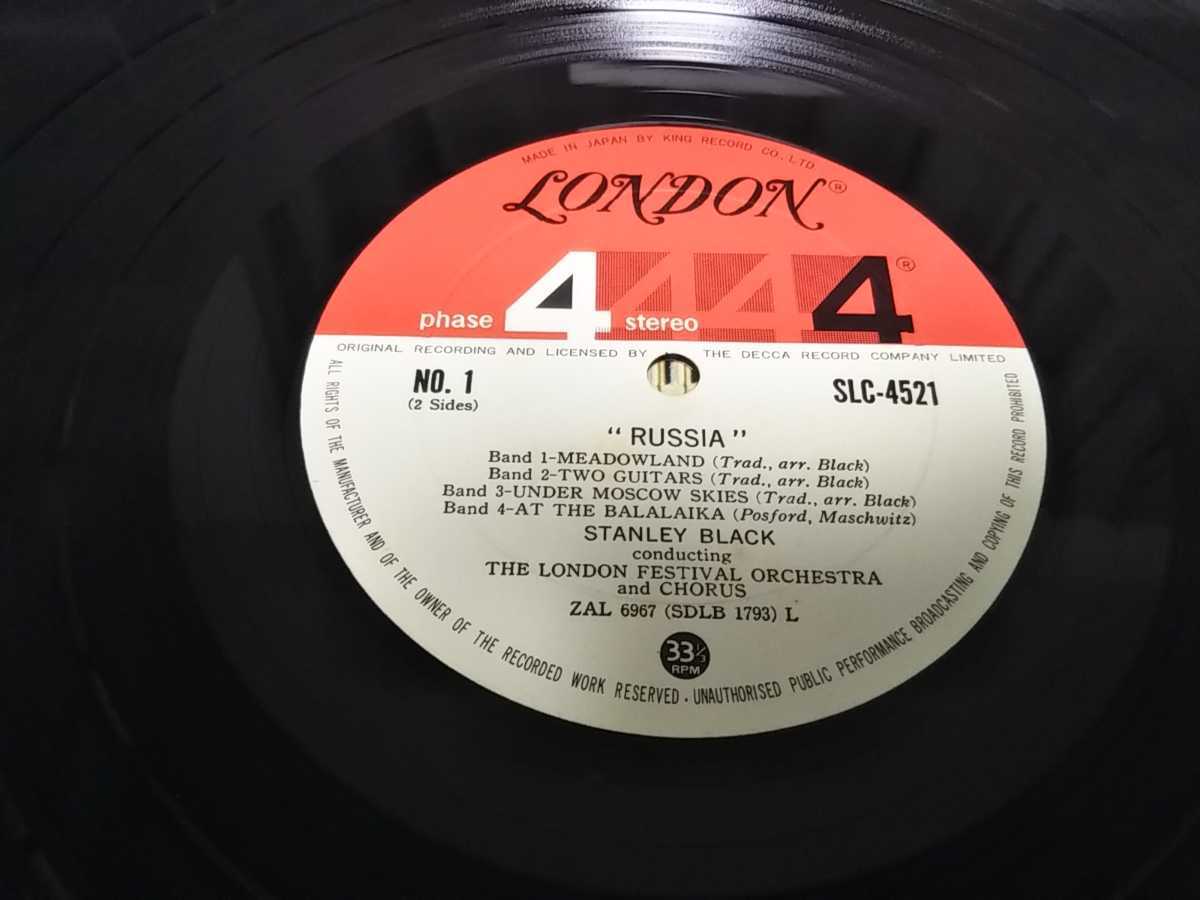 MADE IN JAPAN BY KING RECORD CO., LTD
LONDON®
phase 4 stereo 4 4 4 ®
ORIGINAL RECORDING AND LICENSED BY THE DECCA RECORD COMPANY LIMITED
NO. 1
(2 Sides)
SLC-4521
"RUSSIA"
Band 1-MEADOWLAND (Trad., arr. Black)
Band 2-TWO GUITARS (Trad., arr. Black)
Band 3-UNDER MOSCOW SKIES (Trad., arr. Black)
Band 4-AT THE BALALAIKA (Posford, Maschwitz)
STANLEY BLACK
conducting
THE LONDON FESTIVAL ORCHESTRA
and CHORUS
ZAL 6967 (SDLB 1793) L
33⅓
RPM
ALL RIGHTS OF THE MANUFACTURER AND OF THE OWNER OF THE RECORDED WORK RESERVED · UNAUTHORISED PUBLIC PERFORMANCE BROADCASTING AND COPYING OF THIS RECORD PROHIBITED